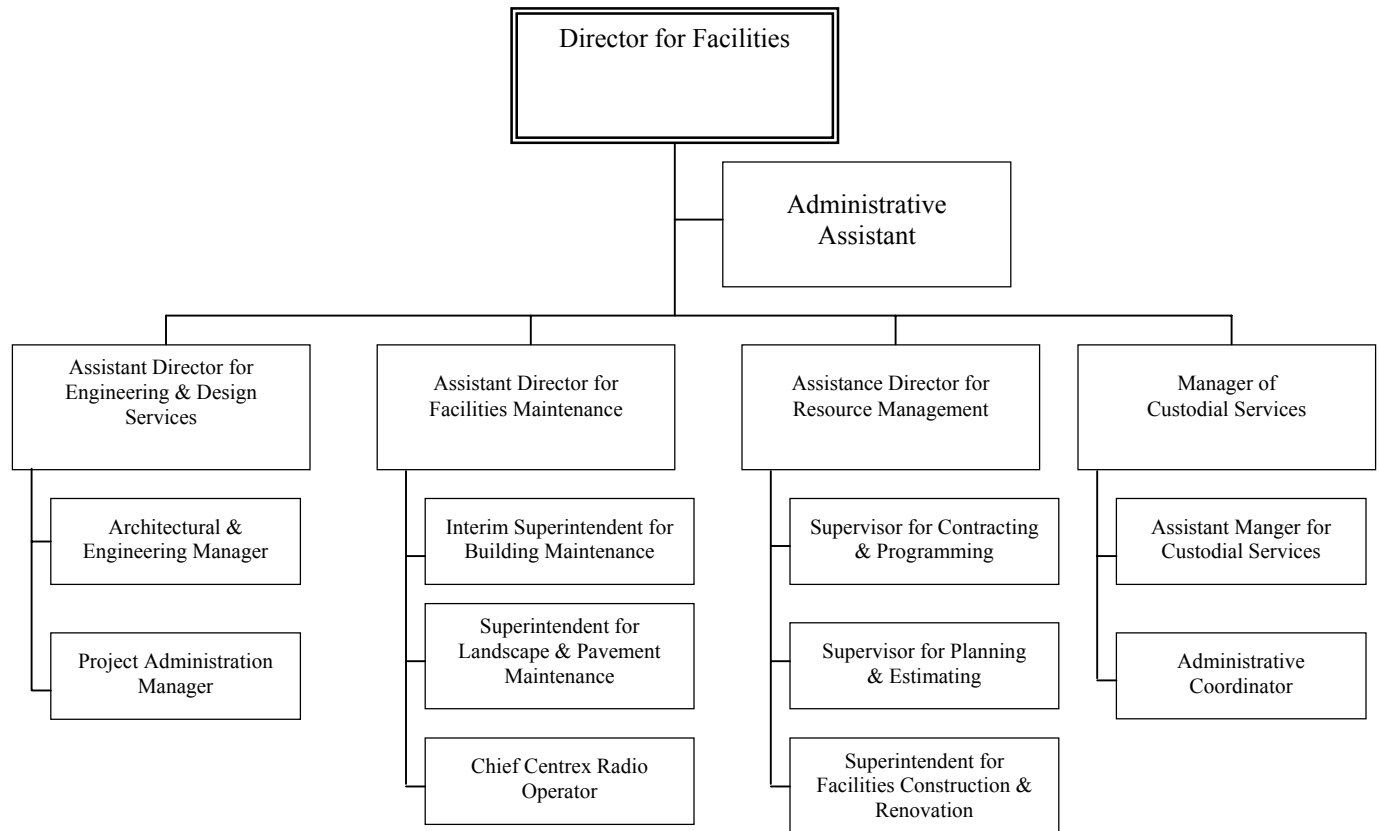 Director for Facilities
Administrative
Assistant
Assistant Director for
Engineering & Design
Services
Architectural &
Engineering Manager
Project Administration
Manager
Assistant Director for
Facilities Maintenance
Interim Superintendent for
Building Maintenance
Superintendent for
Landscape & Pavement
Maintenance
Chief Centrex Radio
Operator
Assistance Director for
Resource Management
Supervisor for Contracting
& Programming
Supervisor for Planning
& Estimating
Superintendent for
Facilities Construction &
Renovation
Manager of
Custodial Services
Assistant Manger for
Custodial Services
Administrative
Coordinator